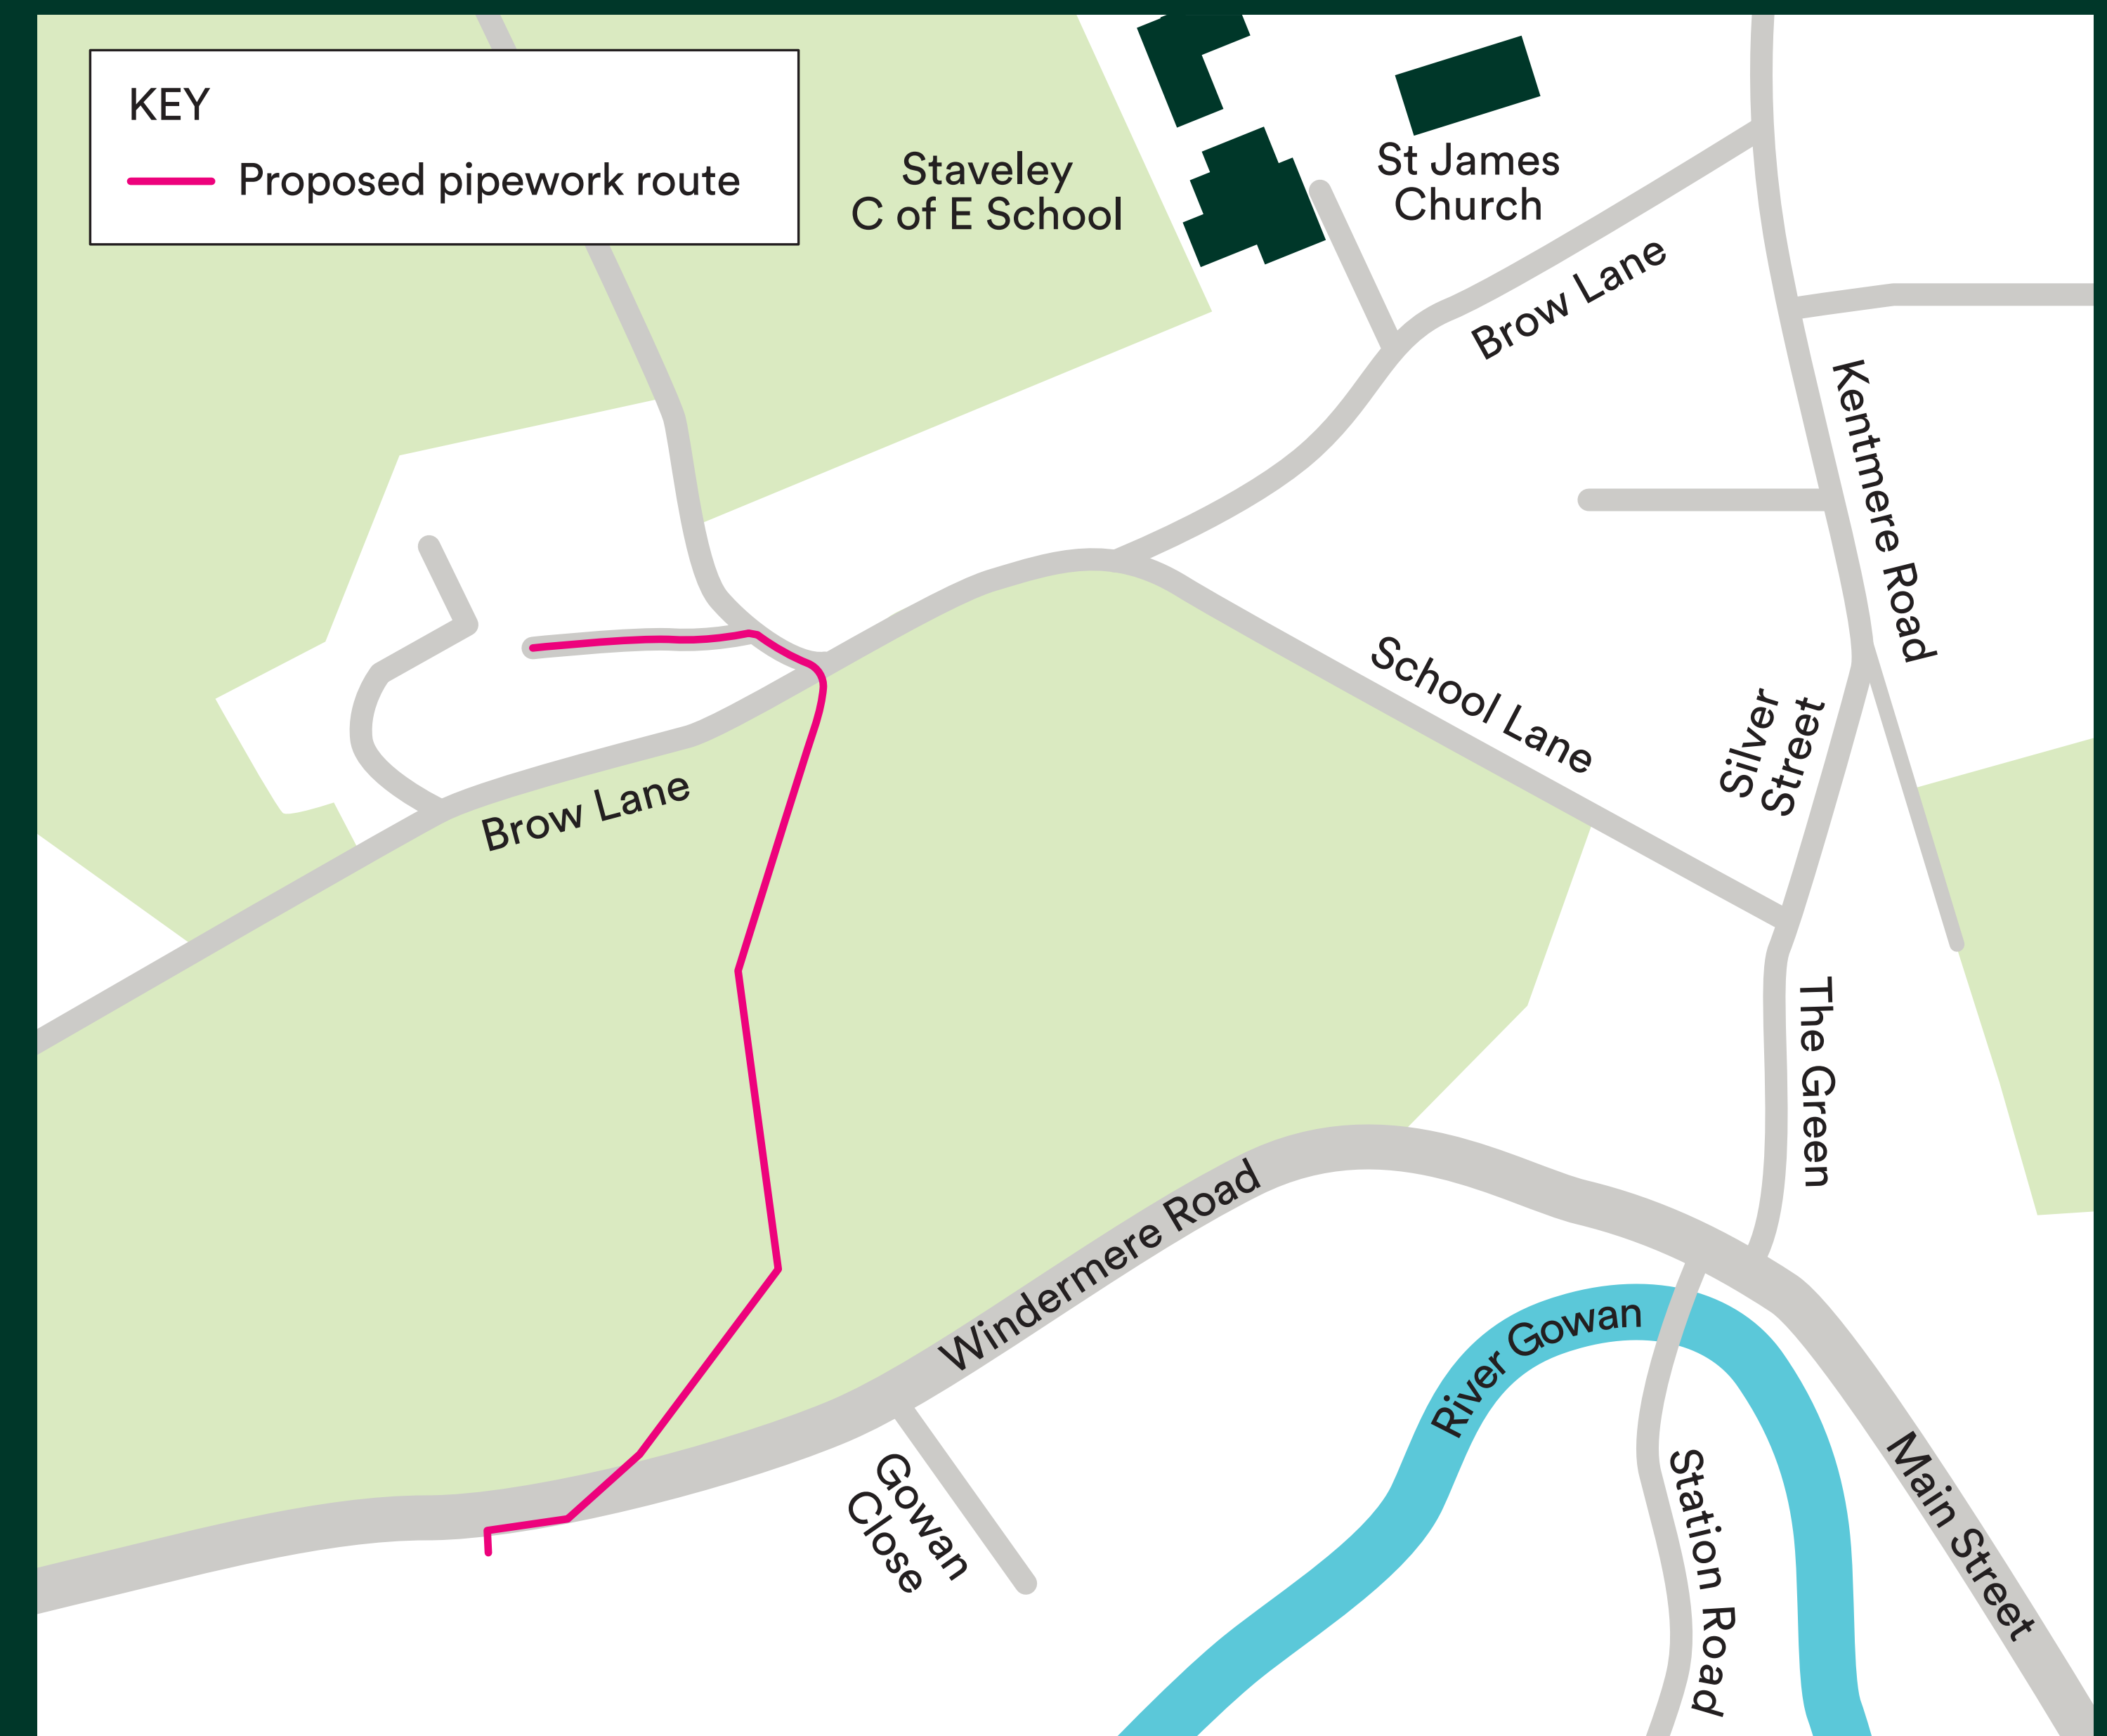 KEY
Proposed pipework route
Staveley
C of E School
St James
Church
Brow Lane
Kentmere Road
School Lane
Silver
Street
Brow Lane
The Green
Windermere Road
River Gowan
Gowan
Close
Station Road
Main Street